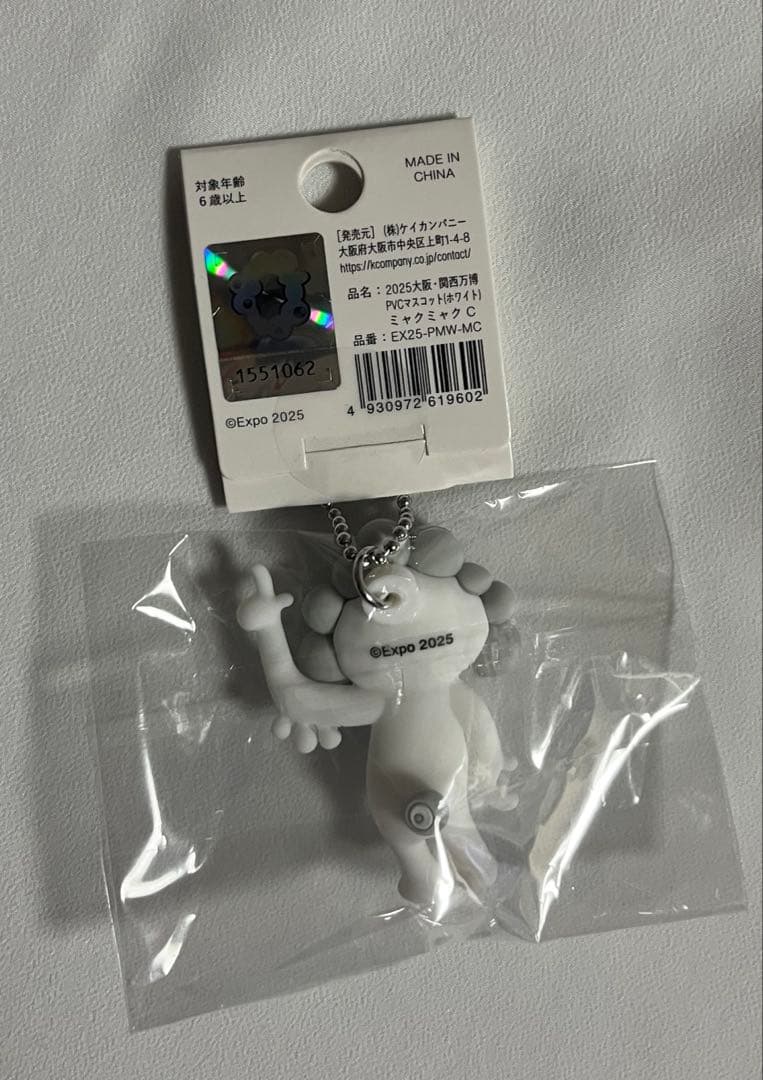 対象年齢
6歳以上
MADE IN
CHINA
[発売元] (株)ケイカンパニー
大阪府大阪市中央区上町1-4-8
https://kcompany.co.jp/contact/
品名：2025大阪・関西万博
PVCマスコット(ホワイト)
ミャクミャク C
品番：EX25-PMW-MC
1551062
4 930972 619602
©Expo 2025
©Expo 2025